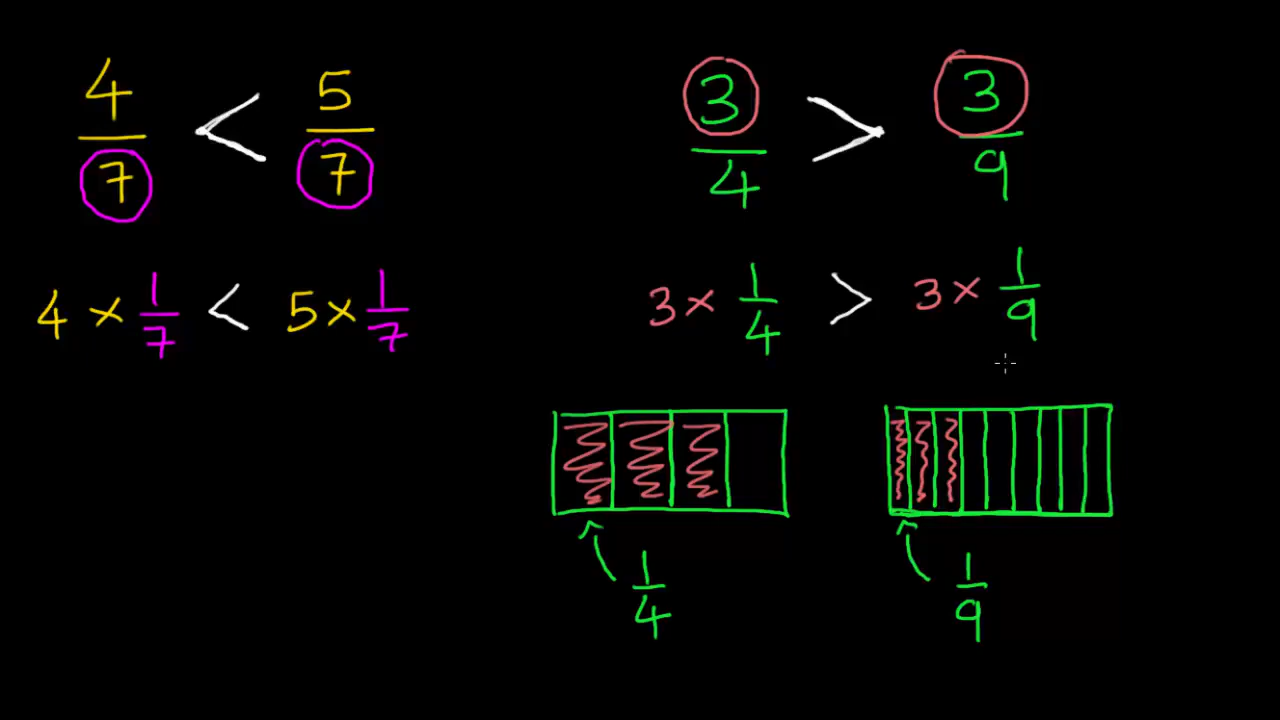 4/7 < 5/7
3/4 > 3/9
4 × 1/7 < 5 × 1/7
3 × 1/4 > 3 × 1/9
1/4
1/9